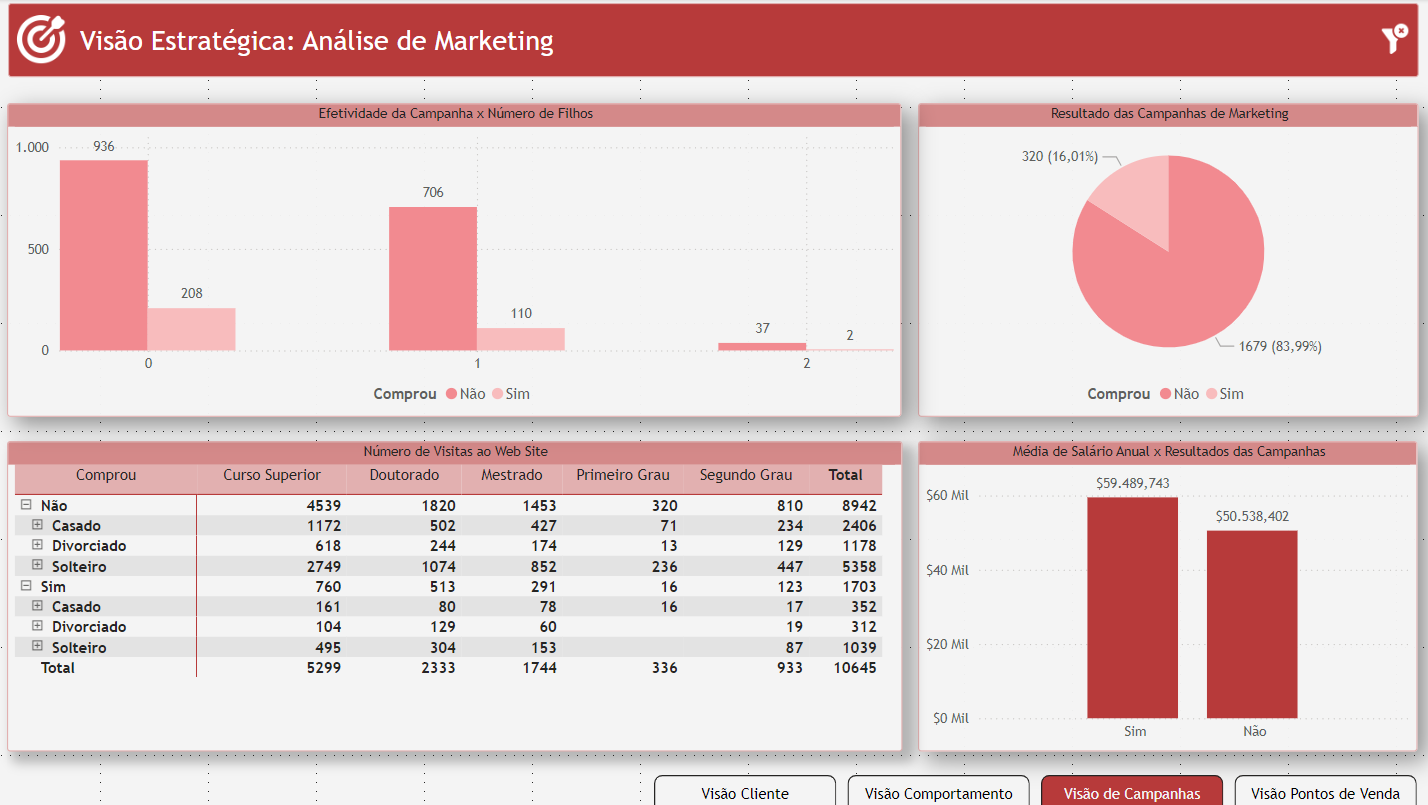 Visão Estratégica: Análise de Marketing
Efetividade da Campanha x Número de Filhos
1.000
500
0
936
208
706
110
37
2
0
1
2
Comprou Não Sim
Resultado das Campanhas de Marketing
320 (16,01%)
1679 (83,99%)
Comprou Não Sim
Número de Visitas ao Web Site
Comprou Curso Superior Doutorado Mestrado Primeiro Grau Segundo Grau Total
Não 4539 1820 1453 320 810 8942
Casado 1172 502 427 71 234 2406
Divorciado 618 244 174 13 129 1178
Solteiro 2749 1074 852 236 447 5358
Sim 760 513 291 16 123 1703
Casado 161 80 78 16 17 352
Divorciado 104 129 60 19 312
Solteiro 495 304 153 87 1039
Total 5299 2333 1744 336 933 10645
Média de Salário Anual x Resultados das Campanhas
$60 Mil
$40 Mil
$20 Mil
$0 Mil
$59.489,743
$50.538,402
Sim
Não
Visão Cliente
Visão Comportamento
Visão de Campanhas
Visão Pontos de Venda